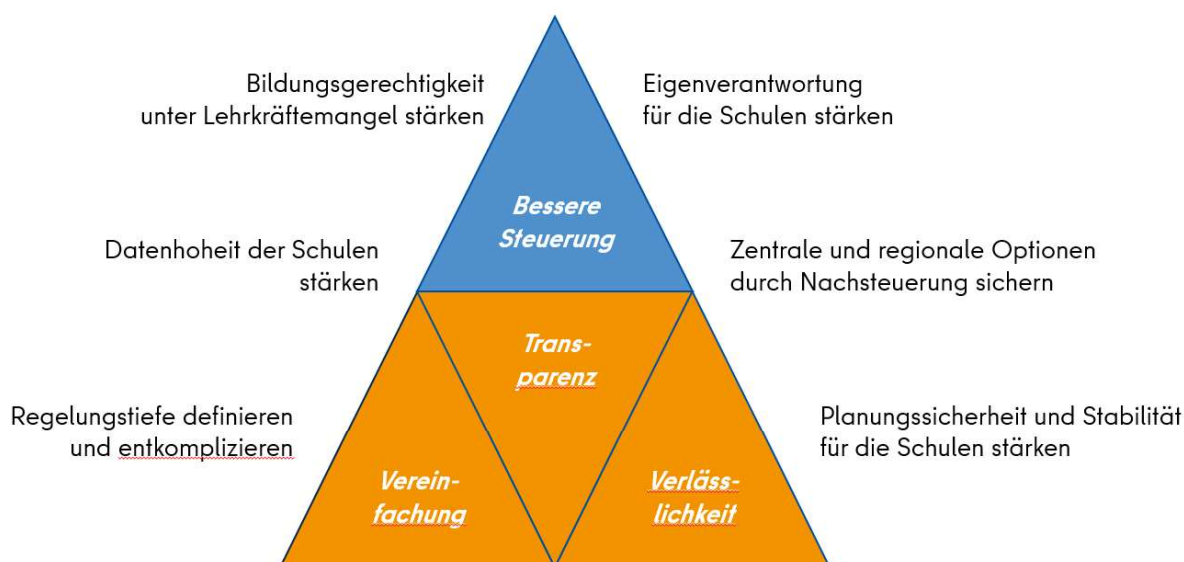 Bildungsgerechtigkeit
unter Lehrkräftemangel stärken
Eigenverantwortung
für die Schulen stärken
Bessere
Steuerung
Datenhoheit der Schulen
stärken
Zentrale und regionale Optionen
durch Nachsteuerung sichern
Trans-
parenz
Regelungstiefe definieren
und entkomplizieren
Planungssicherheit und Stabilität
für die Schulen stärken
Verein-
fachung
Verläss-
lichkeit